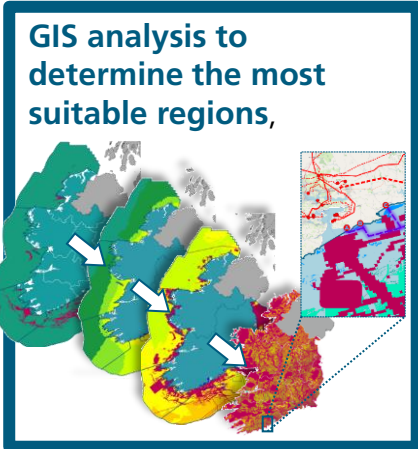 GIS analysis to
determine the most
suitable regions,